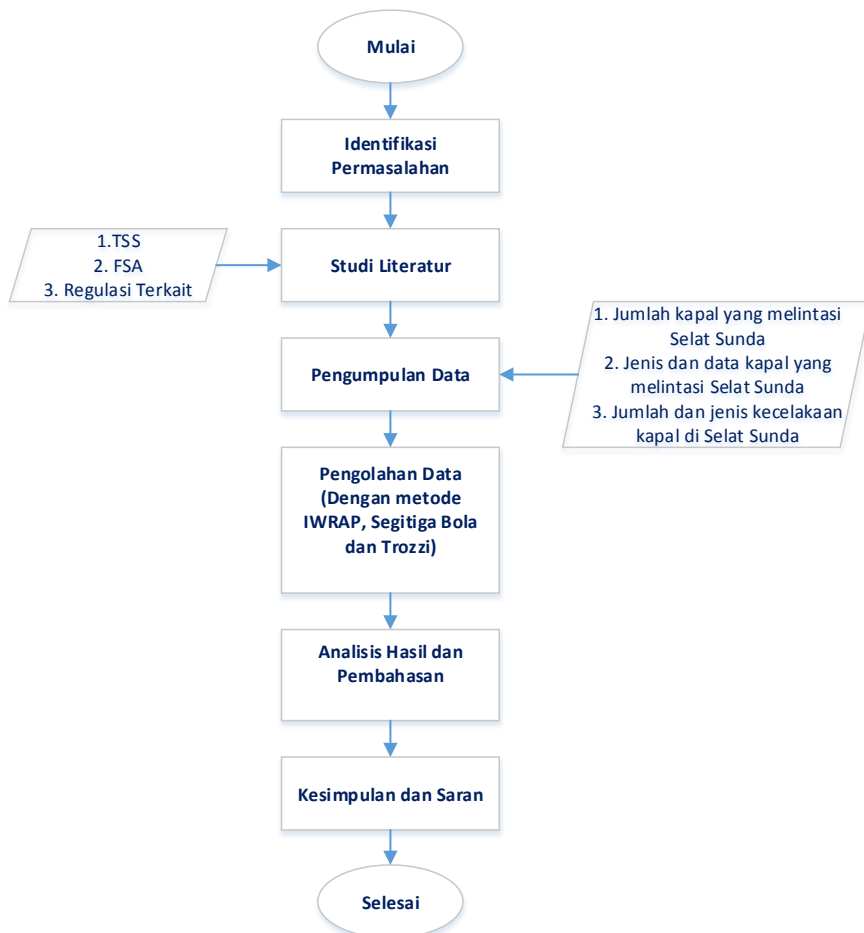 Mulai
Identifikasi
Permasalahan
1.TSS
2. FSA
3. Regulasi Terkait
Studi Literatur
1. Jumlah kapal yang melintasi
Selat Sunda
2. Jenis dan data kapal yang
melintasi Selat Sunda
3. Jumlah dan jenis kecelakaan
kapal di Selat Sunda
Pengumpulan Data
Pengolahan Data
(Dengan metode
IWRAP, Segitiga Bola
dan Trozzi)
Analisis Hasil dan
Pembahasan
Kesimpulan dan Saran
Selesai